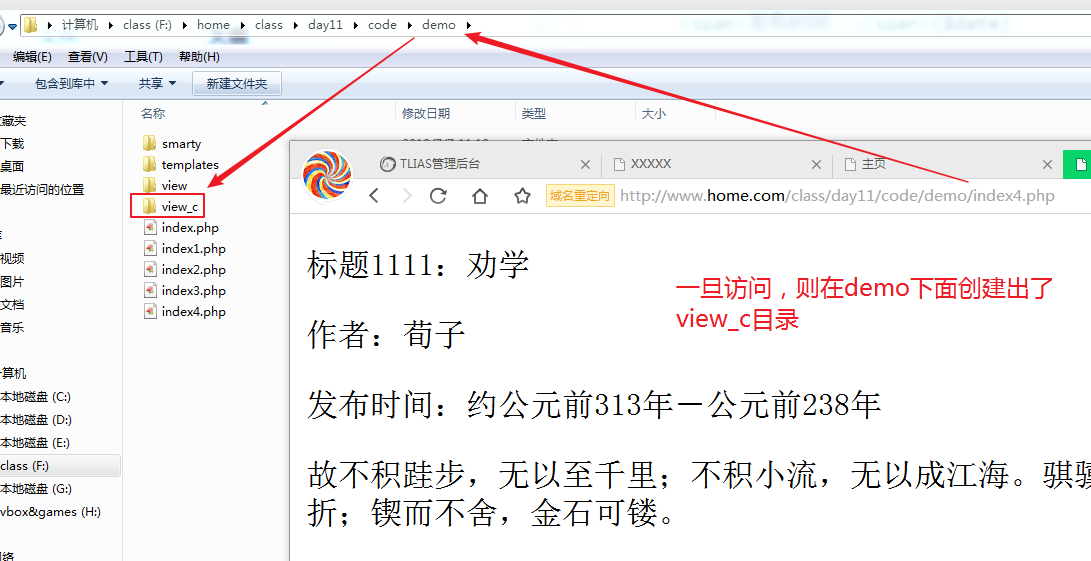 计算机 class (F:) home class day11 code demo
编辑(E) 查看(V) 工具(T) 帮助(H)
包含到库中 共享 新建文件夹
名称 修改日期 类型 大小
下载
桌面
最近访问的位置
视频
图片
文档
音乐
本地磁盘 (C:)
本地磁盘 (D:)
本地磁盘 (E:)
class (F:)
本地磁盘 (G:)
vbox&games (H:)
smarty
templates
view
view_c
index.php
index1.php
index2.php
index3.php
index4.php
TLIAS管理后台 XXXXX 主页
域名重定向 http://www.home.com/class/day11/code/demo/index4.php
标题1111：劝学
作者：荀子
发布时间：约公元前313年－公元前238年
故不积跬步，无以至千里；不积小流，无以成江海。骐骥
折；锲而不舍，金石可镂。
一旦访问，则在demo下面创建出了
view_c目录